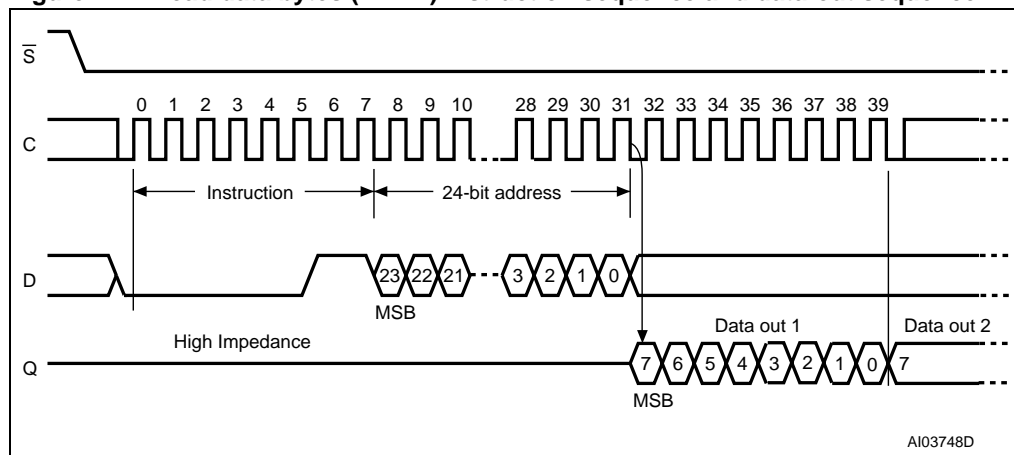 S
0 1 2 3 4 5 6 7 8 9 10 28 29 30 31 32 33 34 35 36 37 38 39
C
Instruction 24-bit address
D
23 22 21 3 2 1 0
MSB
High Impedance
Data out 1 Data out 2
Q
7 6 5 4 3 2 1 0 7
MSB
AI03748D